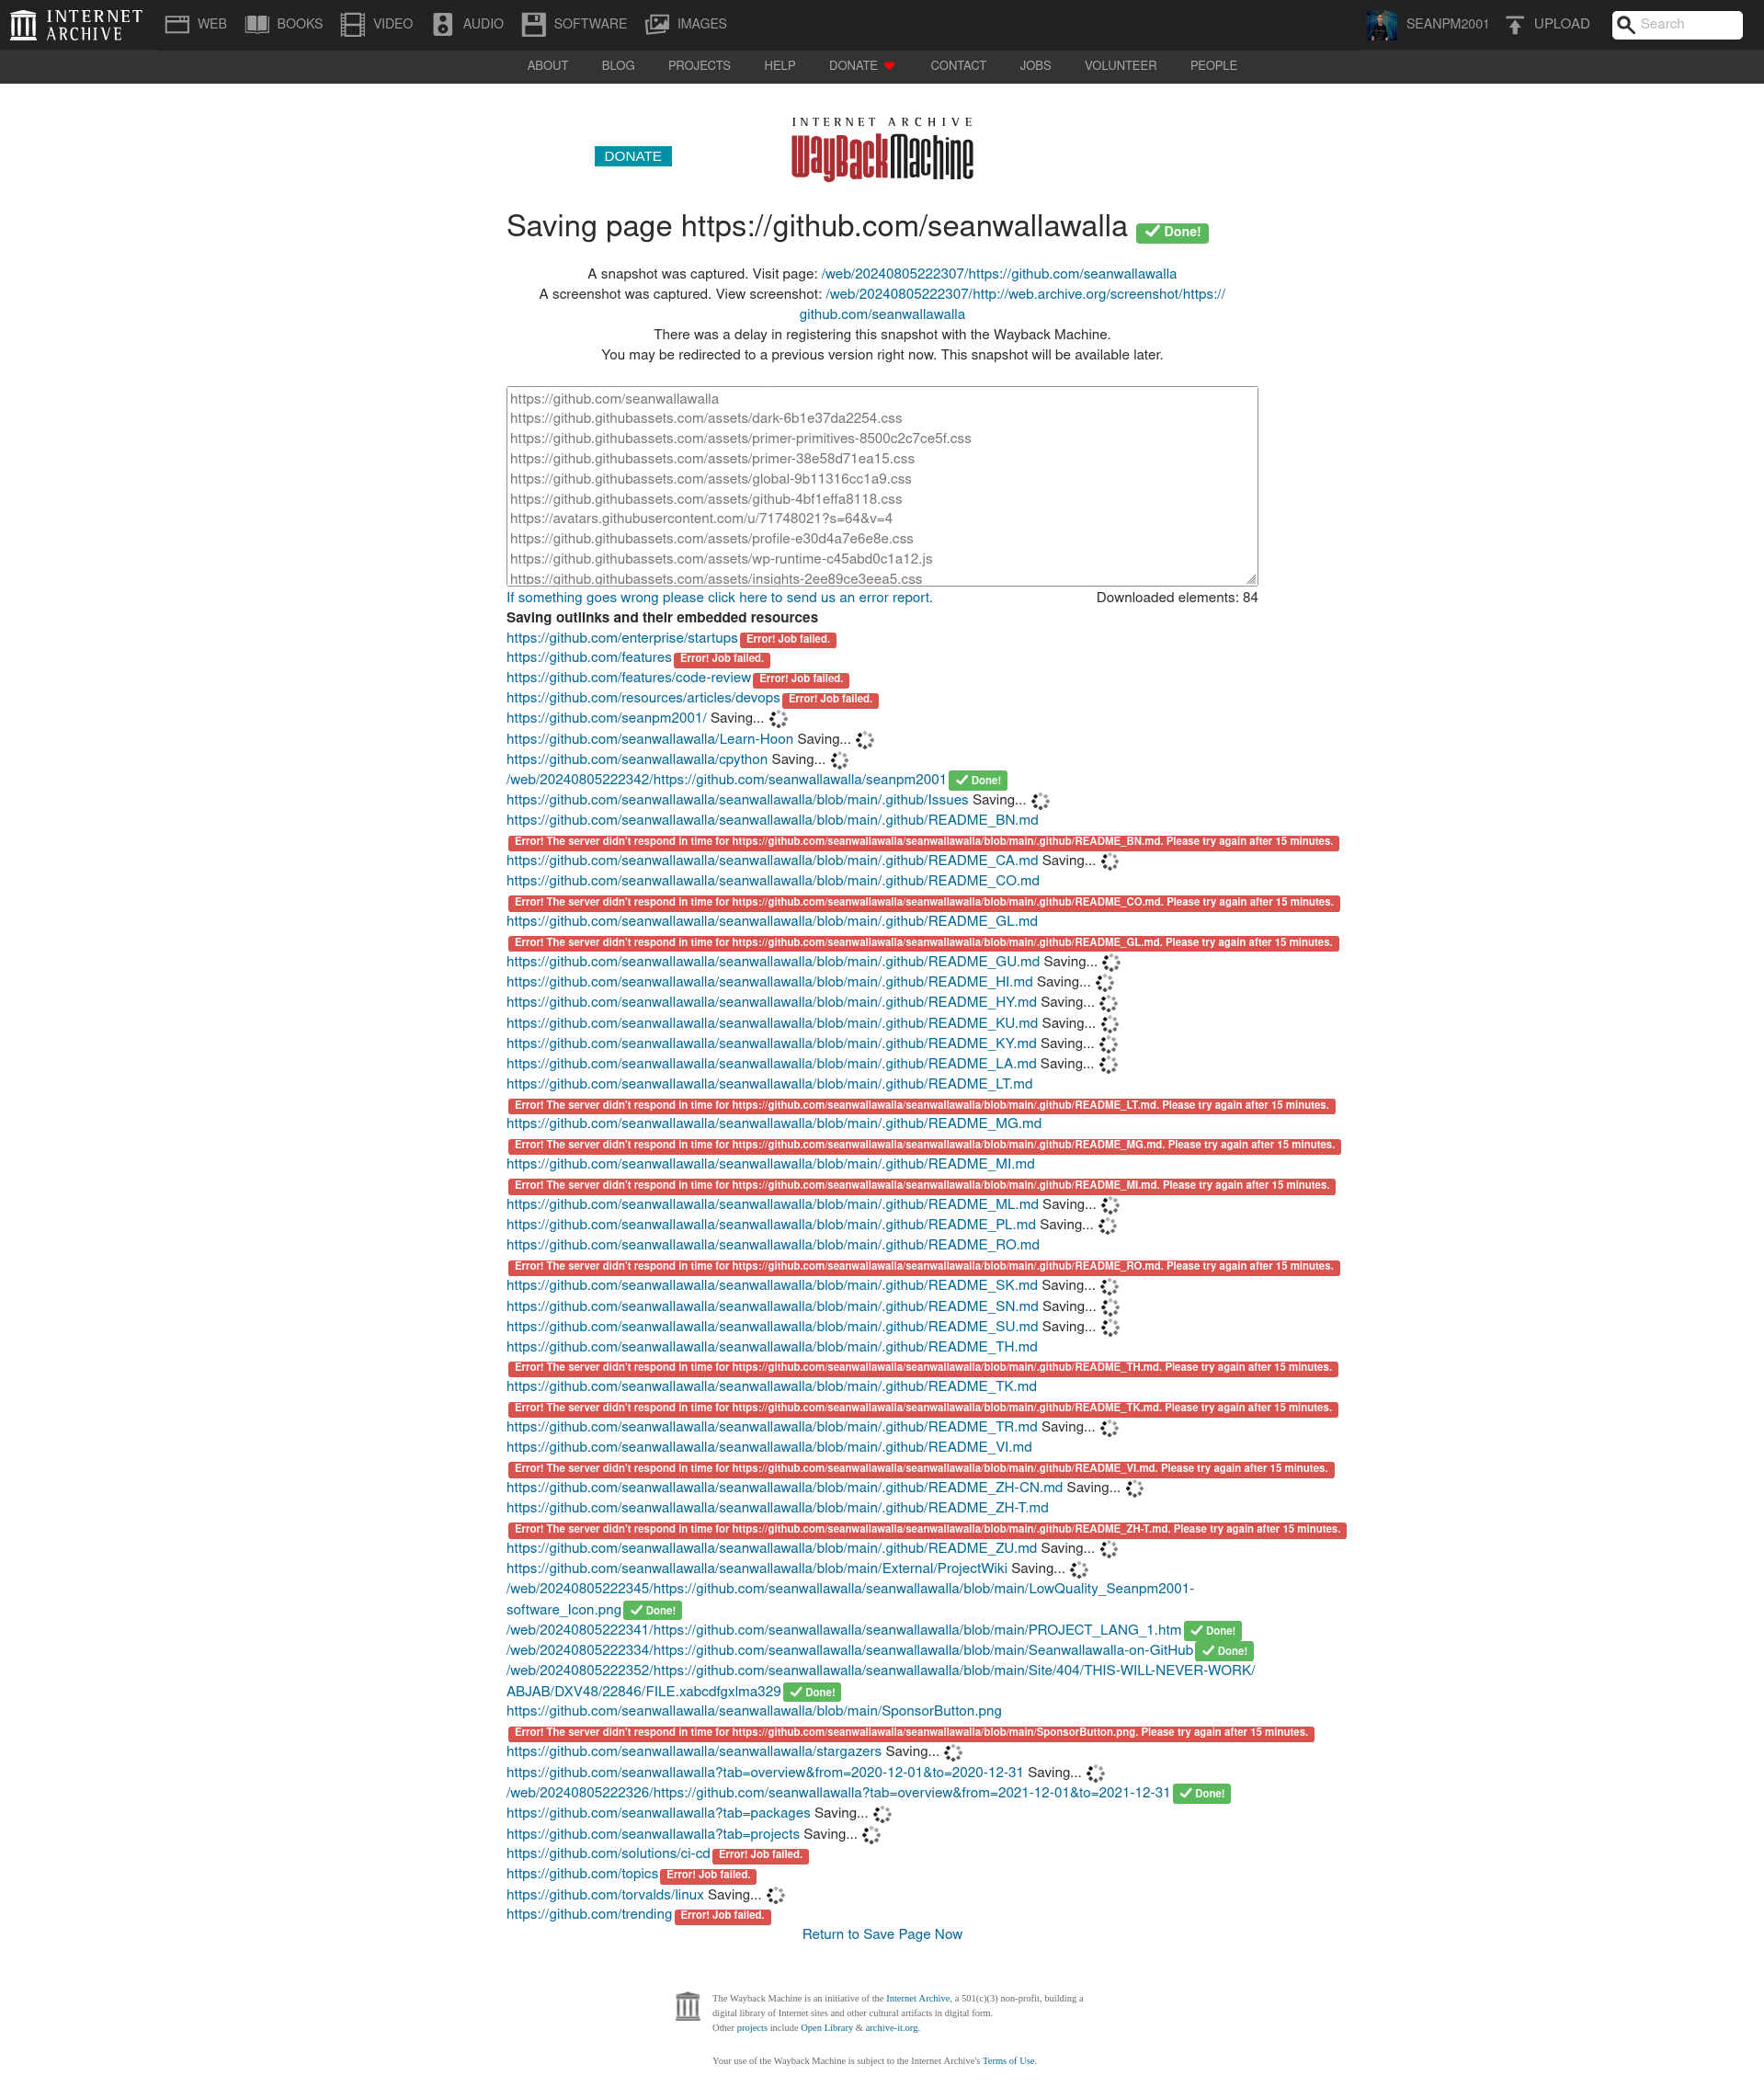 INTERNET ARCHIVE WEB BOOKS VIDEO AUDIO SOFTWARE IMAGES SEANPM2001 UPLOAD Search
ABOUT BLOG PROJECTS HELP DONATE CONTACT JOBS VOLUNTEER PEOPLE
INTERNET ARCHIVE
WayBackMachine
DONATE
Saving page https://github.com/seanwallawalla Done!
A snapshot was captured. Visit page: /web/20240805222307/https://github.com/seanwallawalla
A screenshot was captured. View screenshot: /web/20240805222307/http://web.archive.org/screenshot/https://
github.com/seanwallawalla
There was a delay in registering this snapshot with the Wayback Machine.
You may be redirected to a previous version right now. This snapshot will be available later.
https://github.com/seanwallawalla
https://github.githubassets.com/assets/dark-6b1e37da2254.css
https://github.githubassets.com/assets/primer-primitives-8500c2c7ce5f.css
https://github.githubassets.com/assets/primer-38e58d71ea15.css
https://github.githubassets.com/assets/global-9b11316cc1a9.css
https://github.githubassets.com/assets/github-4bf1effa8118.css
https://avatars.githubusercontent.com/u/71748021?s=64&v=4
https://github.githubassets.com/assets/profile-e30d4a7e6e8e.css
https://github.githubassets.com/assets/wp-runtime-c45abd0c1a12.js
https://github.githubassets.com/assets/insights-2ee89ce3eea5.css
If something goes wrong please click here to send us an error report. Downloaded elements: 84
Saving outlinks and their embedded resources
https://github.com/enterprise/startups Error! Job failed.
https://github.com/features Error! Job failed.
https://github.com/features/code-review Error! Job failed.
https://github.com/resources/articles/devops Error! Job failed.
https://github.com/seanpm2001/ Saving...
https://github.com/seanwallawalla/Learn-Hoon Saving...
https://github.com/seanwallawalla/cpython Saving...
/web/20240805222342/https://github.com/seanwallawalla/seanpm2001 Done!
https://github.com/seanwallawalla/seanwallawalla/blob/main/.github/Issues Saving...
https://github.com/seanwallawalla/seanwallawalla/blob/main/.github/README_BN.md
Error! The server didn't respond in time for https://github.com/seanwallawalla/seanwallawalla/blob/main/.github/README_BN.md. Please try again after 15 minutes.
https://github.com/seanwallawalla/seanwallawalla/blob/main/.github/README_CA.md Saving...
https://github.com/seanwallawalla/seanwallawalla/blob/main/.github/README_CO.md
Error! The server didn't respond in time for https://github.com/seanwallawalla/seanwallawalla/blob/main/.github/README_CO.md. Please try again after 15 minutes.
https://github.com/seanwallawalla/seanwallawalla/blob/main/.github/README_GL.md
Error! The server didn't respond in time for https://github.com/seanwallawalla/seanwallawalla/blob/main/.github/README_GL.md. Please try again after 15 minutes.
https://github.com/seanwallawalla/seanwallawalla/blob/main/.github/README_GU.md Saving...
https://github.com/seanwallawalla/seanwallawalla/blob/main/.github/README_HI.md Saving...
https://github.com/seanwallawalla/seanwallawalla/blob/main/.github/README_HY.md Saving...
https://github.com/seanwallawalla/seanwallawalla/blob/main/.github/README_KU.md Saving...
https://github.com/seanwallawalla/seanwallawalla/blob/main/.github/README_KY.md Saving...
https://github.com/seanwallawalla/seanwallawalla/blob/main/.github/README_LA.md Saving...
https://github.com/seanwallawalla/seanwallawalla/blob/main/.github/README_LT.md
Error! The server didn't respond in time for https://github.com/seanwallawalla/seanwallawalla/blob/main/.github/README_LT.md. Please try again after 15 minutes.
https://github.com/seanwallawalla/seanwallawalla/blob/main/.github/README_MG.md
Error! The server didn't respond in time for https://github.com/seanwallawalla/seanwallawalla/blob/main/.github/README_MG.md. Please try again after 15 minutes.
https://github.com/seanwallawalla/seanwallawalla/blob/main/.github/README_MI.md
Error! The server didn't respond in time for https://github.com/seanwallawalla/seanwallawalla/blob/main/.github/README_MI.md. Please try again after 15 minutes.
https://github.com/seanwallawalla/seanwallawalla/blob/main/.github/README_ML.md Saving...
https://github.com/seanwallawalla/seanwallawalla/blob/main/.github/README_PL.md Saving...
https://github.com/seanwallawalla/seanwallawalla/blob/main/.github/README_RO.md
Error! The server didn't respond in time for https://github.com/seanwallawalla/seanwallawalla/blob/main/.github/README_RO.md. Please try again after 15 minutes.
https://github.com/seanwallawalla/seanwallawalla/blob/main/.github/README_SK.md Saving...
https://github.com/seanwallawalla/seanwallawalla/blob/main/.github/README_SN.md Saving...
https://github.com/seanwallawalla/seanwallawalla/blob/main/.github/README_SU.md Saving...
https://github.com/seanwallawalla/seanwallawalla/blob/main/.github/README_TH.md
Error! The server didn't respond in time for https://github.com/seanwallawalla/seanwallawalla/blob/main/.github/README_TH.md. Please try again after 15 minutes.
https://github.com/seanwallawalla/seanwallawalla/blob/main/.github/README_TK.md
Error! The server didn't respond in time for https://github.com/seanwallawalla/seanwallawalla/blob/main/.github/README_TK.md. Please try again after 15 minutes.
https://github.com/seanwallawalla/seanwallawalla/blob/main/.github/README_TR.md Saving...
https://github.com/seanwallawalla/seanwallawalla/blob/main/.github/README_VI.md
Error! The server didn't respond in time for https://github.com/seanwallawalla/seanwallawalla/blob/main/.github/README_VI.md. Please try again after 15 minutes.
https://github.com/seanwallawalla/seanwallawalla/blob/main/.github/README_ZH-CN.md Saving...
https://github.com/seanwallawalla/seanwallawalla/blob/main/.github/README_ZH-T.md
Error! The server didn't respond in time for https://github.com/seanwallawalla/seanwallawalla/blob/main/.github/README_ZH-T.md. Please try again after 15 minutes.
https://github.com/seanwallawalla/seanwallawalla/blob/main/.github/README_ZU.md Saving...
https://github.com/seanwallawalla/seanwallawalla/blob/main/External/ProjectWiki Saving...
/web/20240805222345/https://github.com/seanwallawalla/seanwallawalla/blob/main/LowQuality_Seanpm2001-
software_Icon.png Done!
/web/20240805222341/https://github.com/seanwallawalla/seanwallawalla/blob/main/PROJECT_LANG_1.htm Done!
/web/20240805222334/https://github.com/seanwallawalla/seanwallawalla/blob/main/Seanwallawalla-on-GitHub Done!
/web/20240805222352/https://github.com/seanwallawalla/seanwallawalla/blob/main/Site/404/THIS-WILL-NEVER-WORK/
ABJAB/DXV48/22846/FILE.xabcdfgxlma329 Done!
https://github.com/seanwallawalla/seanwallawalla/blob/main/SponsorButton.png
Error! The server didn't respond in time for https://github.com/seanwallawalla/seanwallawalla/blob/main/SponsorButton.png. Please try again after 15 minutes.
https://github.com/seanwallawalla/seanwallawalla/stargazers Saving...
https://github.com/seanwallawalla?tab=overview&from=2020-12-01&to=2020-12-31 Saving...
/web/20240805222326/https://github.com/seanwallawalla?tab=overview&from=2021-12-01&to=2021-12-31 Done!
https://github.com/seanwallawalla?tab=packages Saving...
https://github.com/seanwallawalla?tab=projects Saving...
https://github.com/solutions/ci-cd Error! Job failed.
https://github.com/topics Error! Job failed.
https://github.com/torvalds/linux Saving...
https://github.com/trending Error! Job failed.
Return to Save Page Now
The Wayback Machine is an initiative of the Internet Archive, a 501(c)(3) non-profit, building a
digital library of Internet sites and other cultural artifacts in digital form.
Other projects include Open Library & archive-it.org.
Your use of the Wayback Machine is subject to the Internet Archive's Terms of Use.